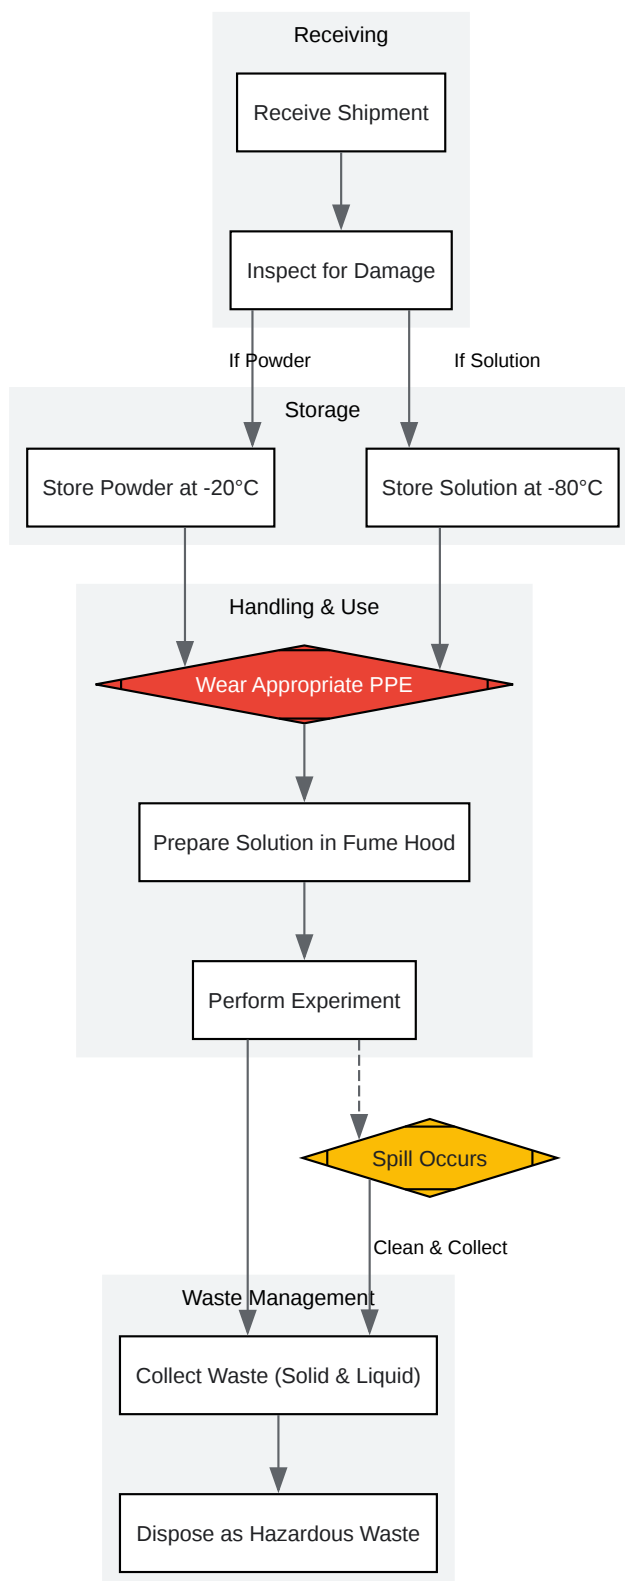 Receiving
Receive Shipment
Inspect for Damage
If Powder
If Solution
Storage
Store Powder at -20°C
Store Solution at -80°C
Handling & Use
Wear Appropriate PPE
Prepare Solution in Fume Hood
Perform Experiment
Spill Occurs
Clean & Collect
Waste Management
Collect Waste (Solid & Liquid)
Dispose as Hazardous Waste